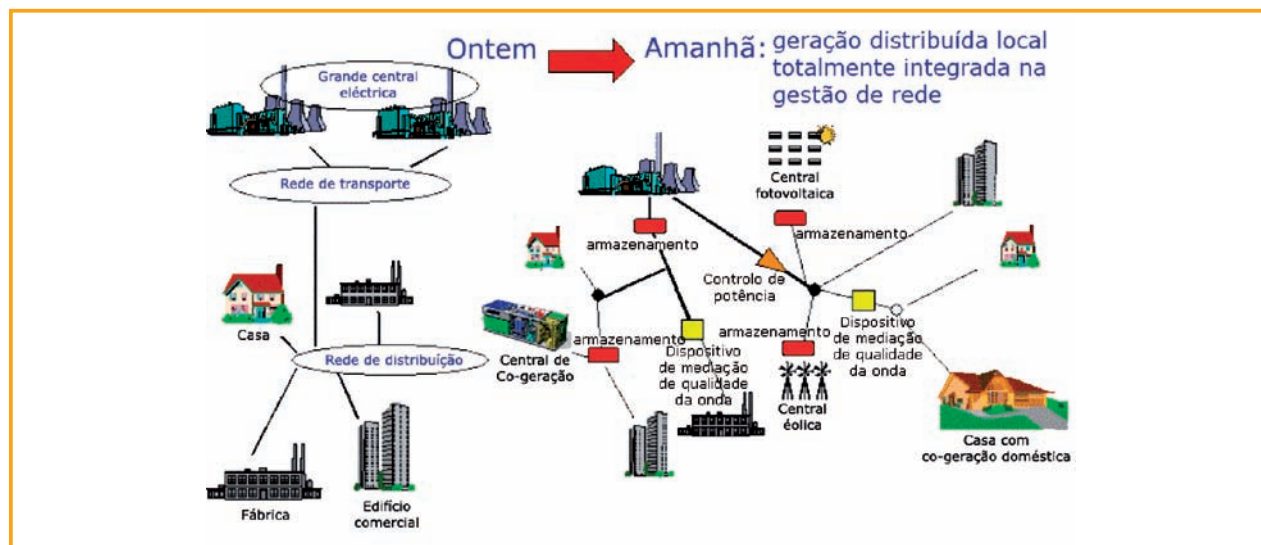 Ontem
Amanhã: geração distribuída local
totalmente integrada na
gestão de rede
Grande central
eléctrica
Rede de transporte
Casa
Rede de distribuíção
Fábrica
Edifício
comercial
Central
fotovoltaica
armazenamento
armazenamento
Controlo de
potência
armazenamento
armazenamento
Central de
Co-geração
Dispositivo
de mediação
de qualidade
da onda
Dispositivo
de mediação
de qualidade
da onda
Central
éolica
Casa com
co-geração doméstica